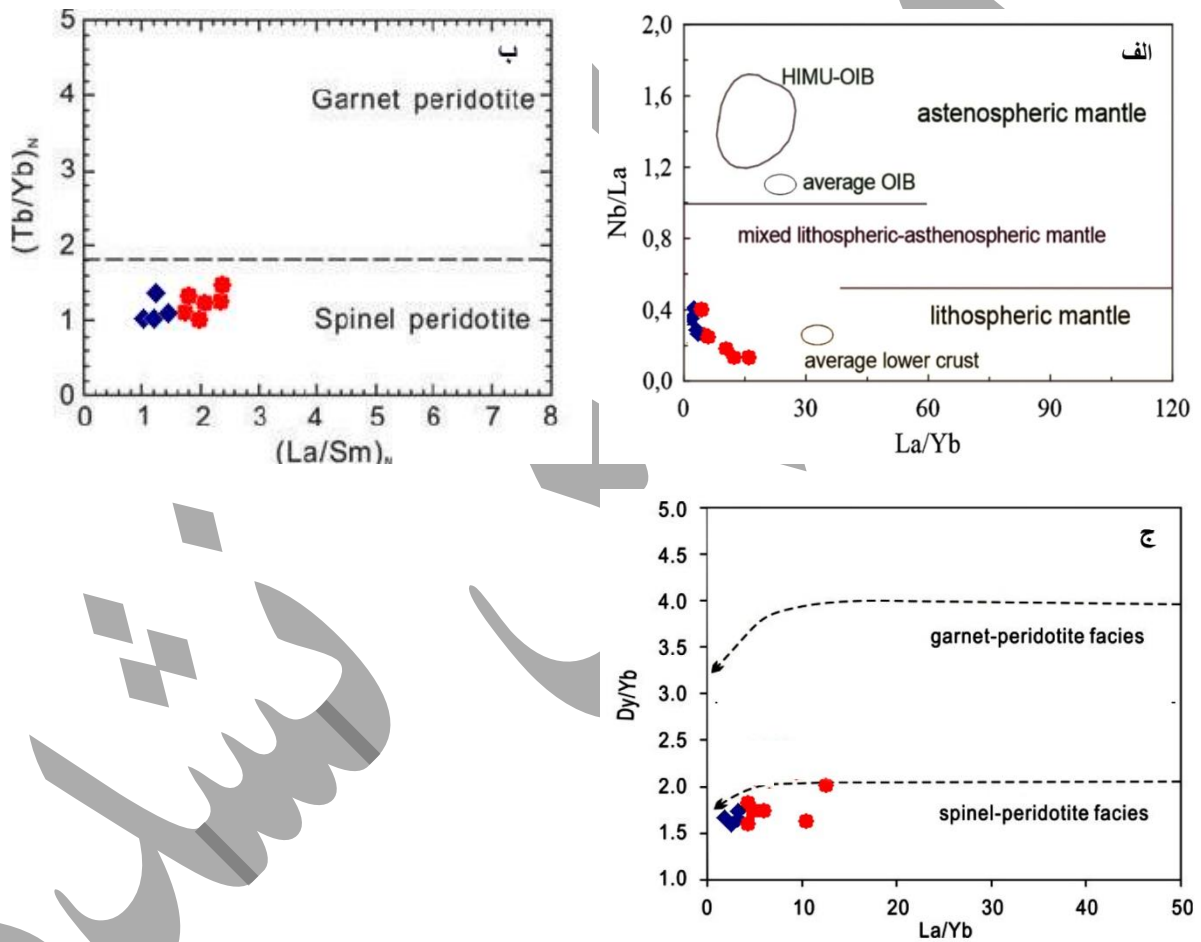 الف
2,0
1,6
1,2
0,8
0,4
0,0
Nb/La
HIMU-OIB
astenospheric mantle
average OIB
mixed lithospheric-asthenospheric mantle
lithospheric mantle
average lower crust
0 30 60 90 120
La/Yb
ب
5
4
3
2
1
0
(Tb/Yb)N
Garnet peridotite
Spinel peridotite
0 1 2 3 4 5 6 7 8
(La/Sm)N
ج
5.0
4.5
4.0
3.5
3.0
2.5
2.0
1.5
1.0
Dy/Yb
garnet-peridotite facies
spinel-peridotite facies
0 10 20 30 40 50
La/Yb